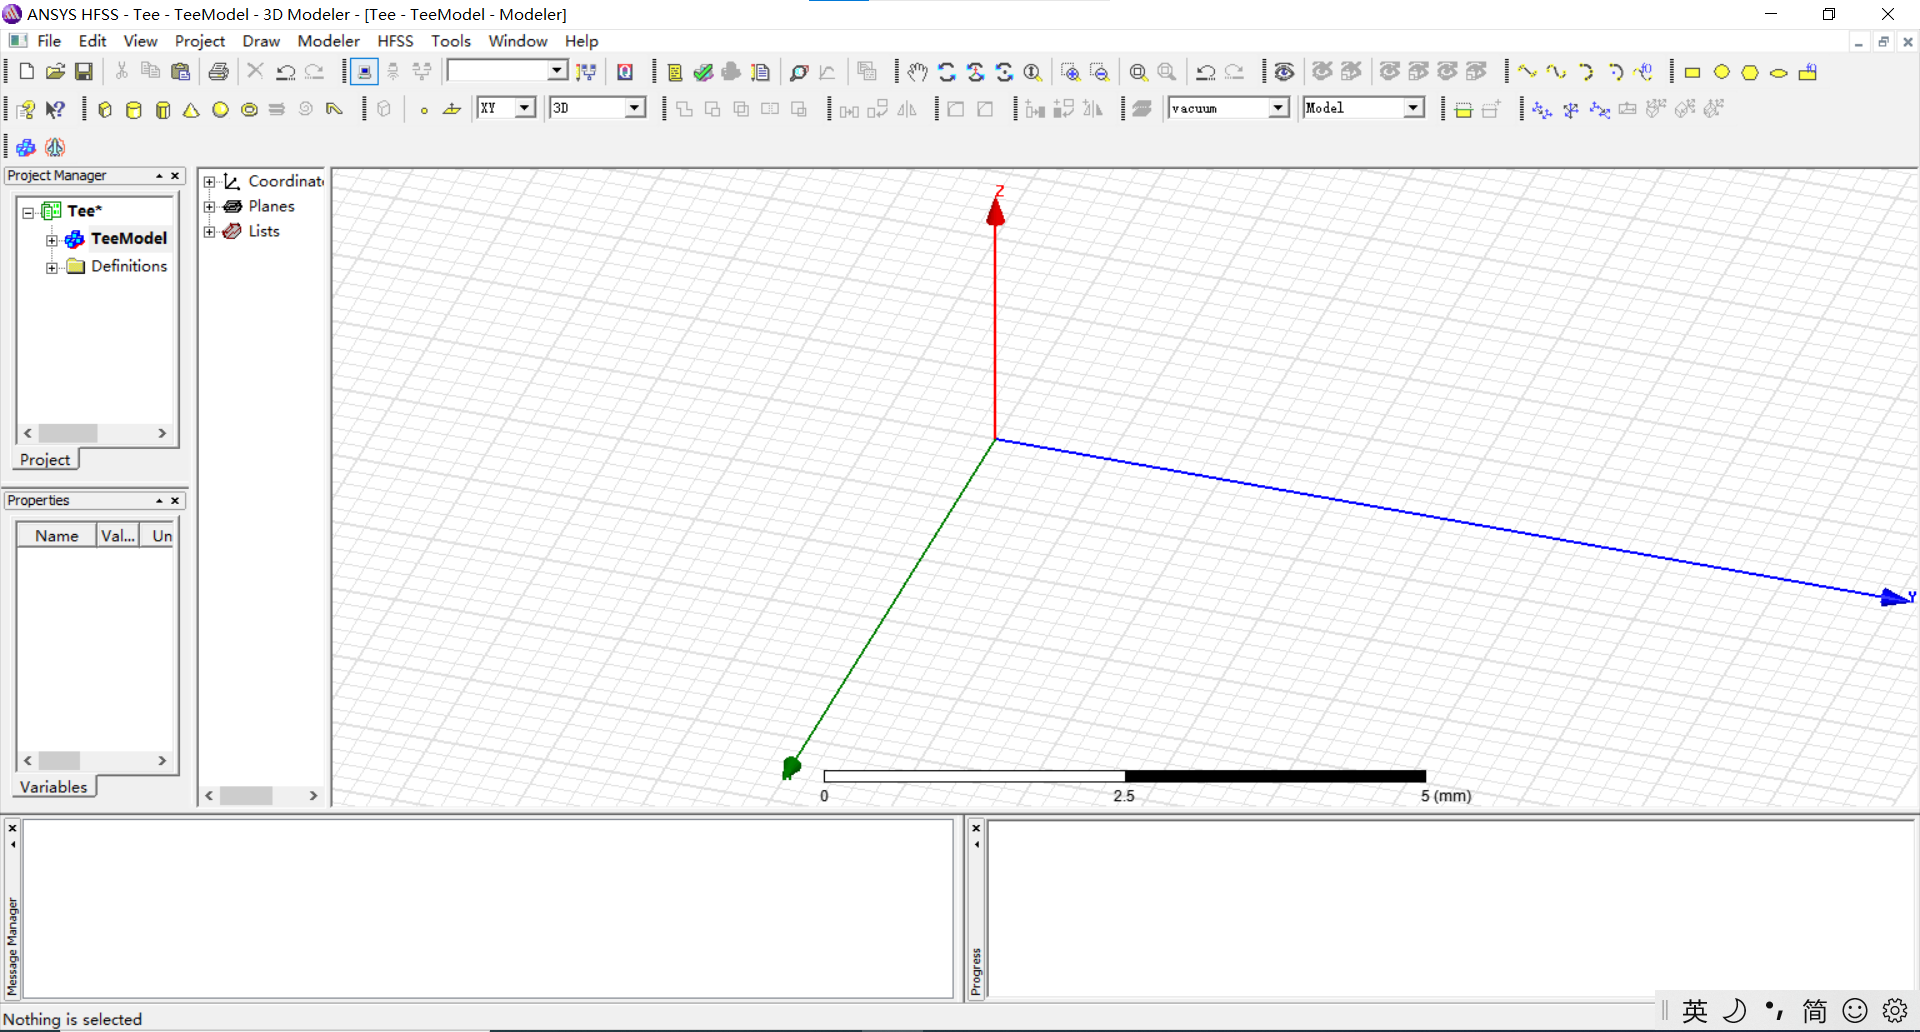 ANSYS HFSS - Tee - TeeModel - 3D Modeler - [Tee - TeeModel - Modeler]
File Edit View Project Draw Modeler HFSS Tools Window Help
XY 3D vacuum Model
Project Manager
Tee*
TeeModel
Definitions
Project
Coordinat
Planes
Lists
Properties
Name Val... Un
Variables
Z
Y
0 2.5 5 (mm)
Message Manager
Progress
Nothing is selected
英 简